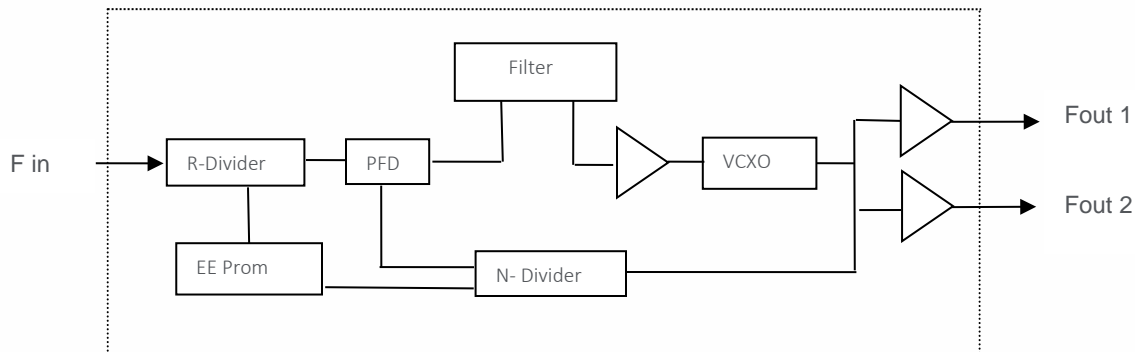 Filter
Fout 1
F in
R-Divider
PFD
VCXO
Fout 2
EE Prom
N- Divider